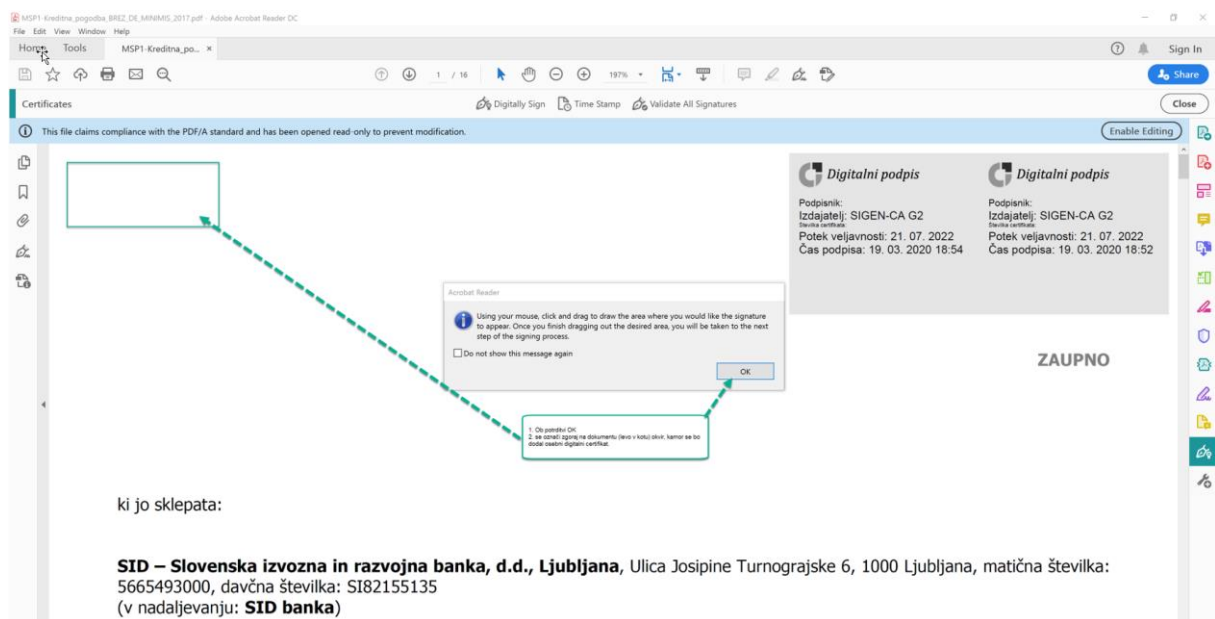 MSP1-Kreditna_pogodba_BREZ_DE_MINIMIS_2017.pdf - Adobe Acrobat Reader DC
File Edit View Window Help
Home Tools MSP1-Kreditna_po... × Sign In
1 / 16 197% Share
Certificates Digitally Sign Time Stamp Validate All Signatures Close
This file claims compliance with the PDF/A standard and has been opened read-only to prevent modification. Enable Editing
Digitalni podpis
Podpisnik:
Izdajatelj: SIGEN-CA G2
Številka certifikata:
Potek veljavnosti: 21. 07. 2022
Čas podpisa: 19. 03. 2020 18:54
Digitalni podpis
Podpisnik:
Izdajatelj: SIGEN-CA G2
Številka certifikata:
Potek veljavnosti: 21. 07. 2022
Čas podpisa: 19. 03. 2020 18:52
Acrobat Reader
Using your mouse, click and drag to draw the area where you would like the signature
to appear. Once you finish dragging out the desired area, you will be taken to the next
step of the signing process.
Do not show this message again
OK
ZAUPNO
1. Ob potrditvi OK
2. se označi zgoraj na dokumentu (levo v kotu) okvir, kamor se bo
dodal osebni digitalni certifikat.
ki jo sklepata:
SID – Slovenska izvozna in razvojna banka, d.d., Ljubljana, Ulica Josipine Turnograjske 6, 1000 Ljubljana, matična številka:
5665493000, davčna številka: SI82155135
(v nadaljevanju: SID banka)